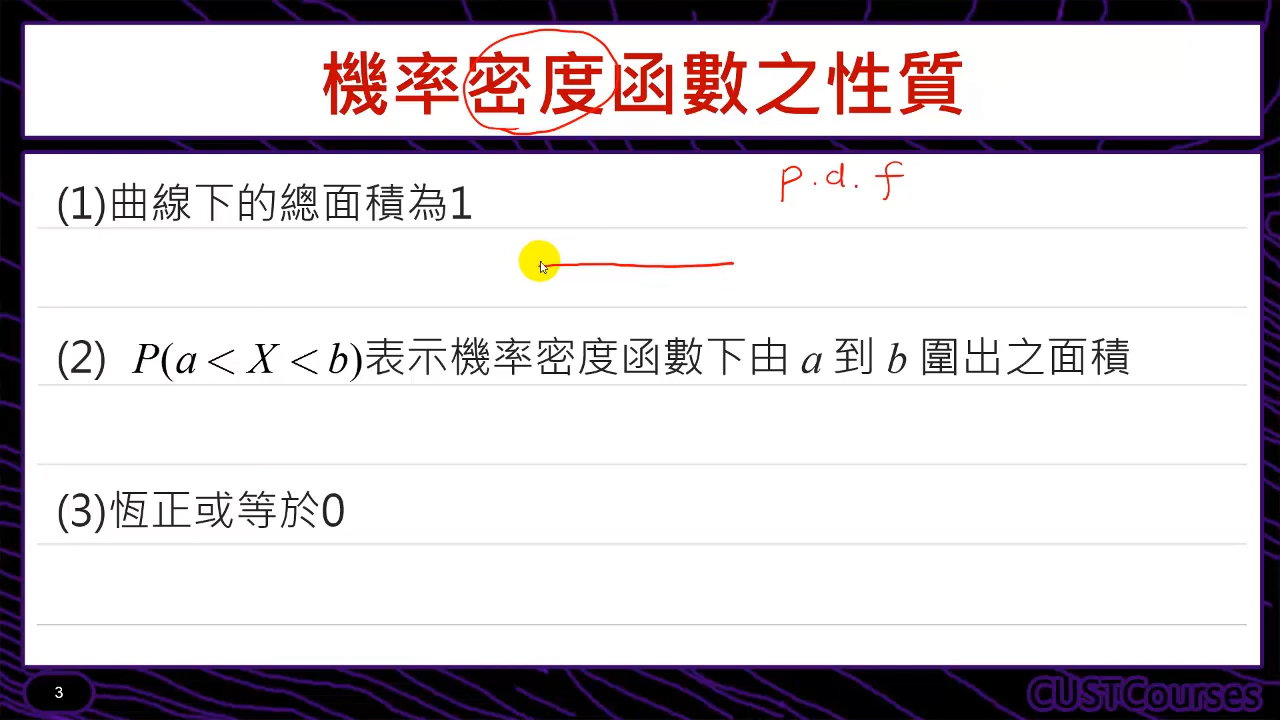 機率密度函數之性質
p.d.f
(1)曲線下的總面積為1
(2) P(a < X < b)表示機率密度函數下由 a 到 b 圍出之面積
(3)恆正或等於0
3
CUSTCourses